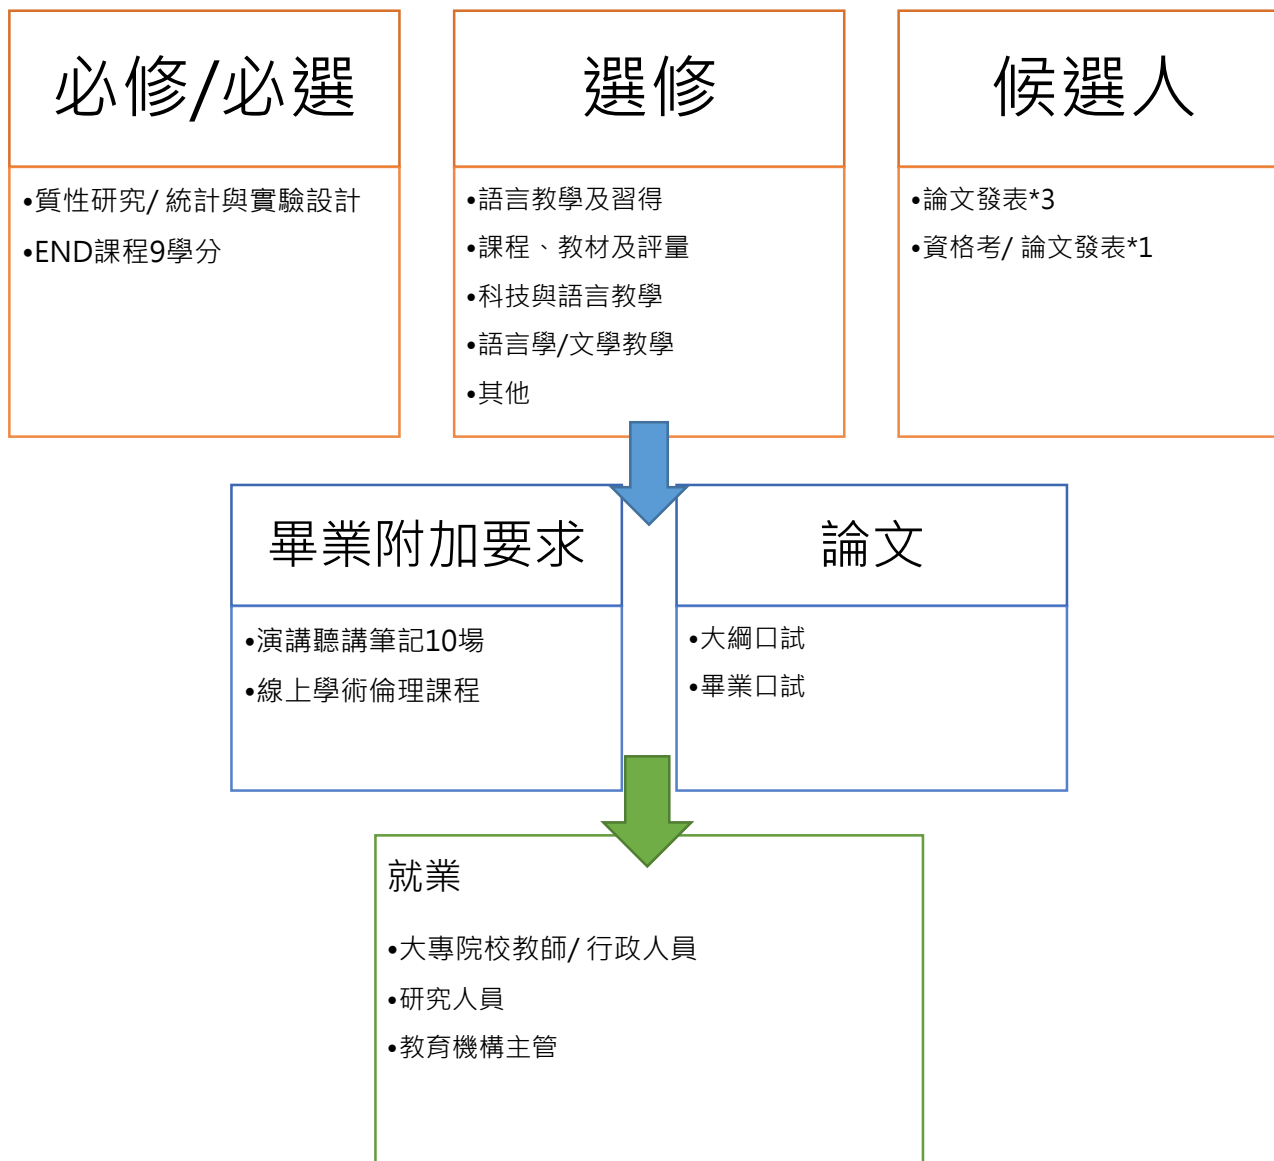 必修/必選
•質性研究/ 統計與實驗設計
•END課程9學分
選修
•語言教學及習得
•課程、教材及評量
•科技與語言教學
•語言學/文學教學
•其他
候選人
•論文發表*3
•資格考/ 論文發表*1
畢業附加要求
•演講聽講筆記10場
•線上學術倫理課程
論文
•大綱口試
•畢業口試
就業
•大專院校教師/ 行政人員
•研究人員
•教育機構主管